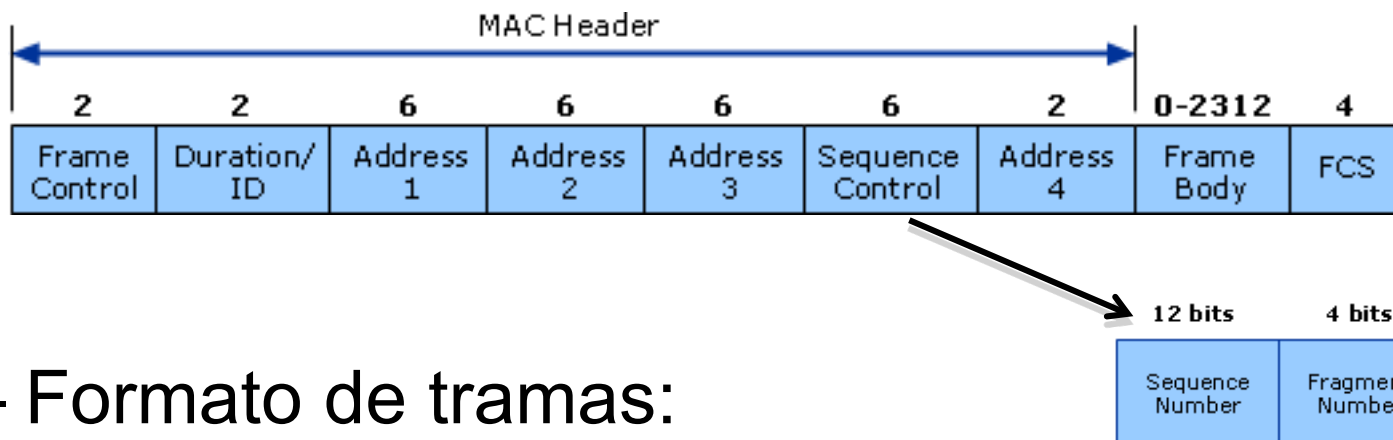 MAC Header
2 2 6 6 6 6 2 0-2312 4
Frame Control Duration/ ID Address 1 Address 2 Address 3 Sequence Control Address 4 Frame Body FCS
12 bits 4 bits
Sequence Number
Number
- Formato de tramas: